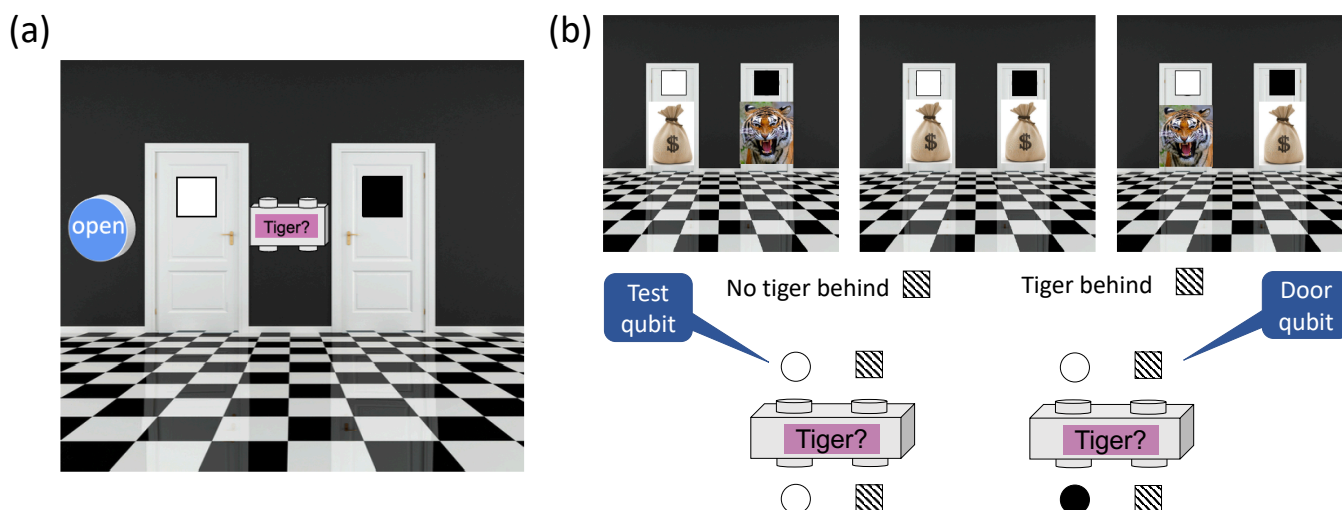 (a)
open
Tiger?
(b)
$
$
$
$
Test
qubit
No tiger behind
Tiger behind
Door
qubit
Tiger?
Tiger?